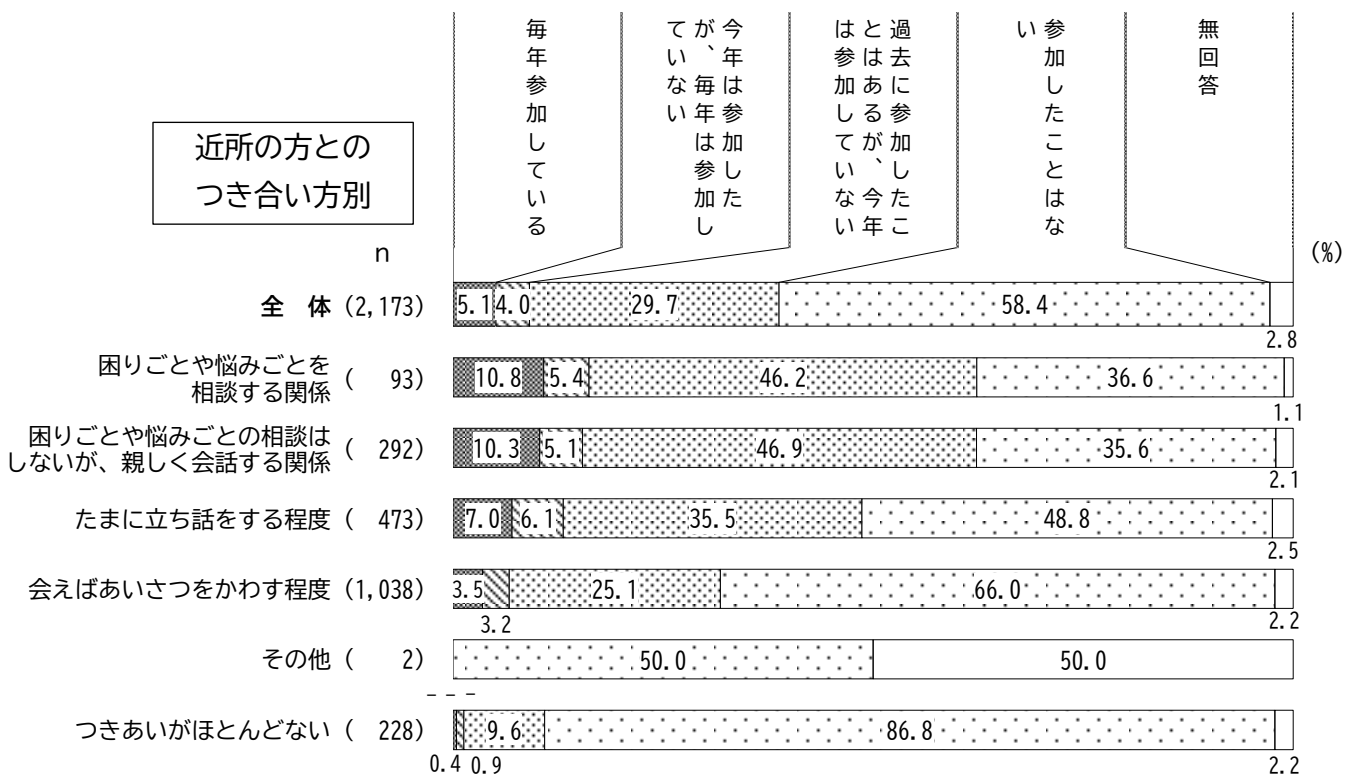 毎年参加している
今年は参加した
が、毎年は参加し
ていない
過去に参加したこ
とはあるが、今年
は参加していない
参加したことはな
い
無回答
近所の方との
つき合い方別
n
(%)
全 体 (2,173)
5.1 4.0 29.7 58.4
2.8
困りごとや悩みごとを
相談する関係 ( 93)
10.8 5.4 46.2 36.6
1.1
困りごとや悩みごとの相談は
しないが、親しく会話する関係 ( 292)
10.3 5.1 46.9 35.6
2.1
たまに立ち話をする程度 ( 473)
7.0 6.1 35.5 48.8
2.5
会えばあいさつをかわす程度 (1,038)
3.5 25.1 66.0
3.2 2.2
その他 ( 2)
50.0 50.0
- - -
つきあいがほとんどない ( 228)
9.6 86.8
0.4 0.9 2.2